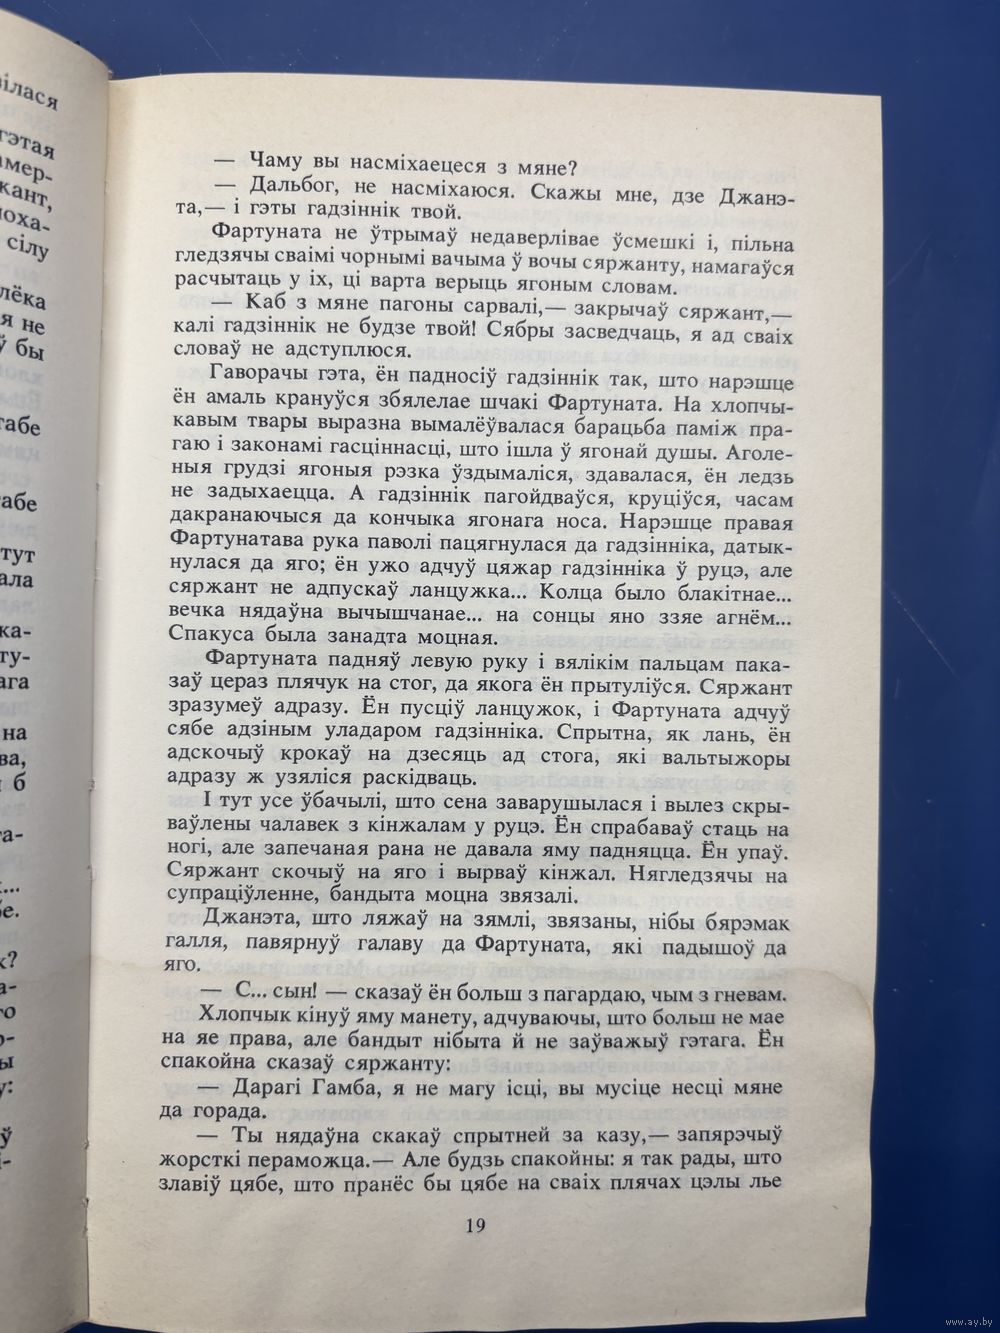 — Чаму вы насміхаецеся з мяне?
— Дальбог, не насміхаюся. Скажы мне, дзе Джанэ-
та,— і гэты гадзіннік твой.
Фартуната не ўтрымаў недаверлівае ўсмешкі і, пільна
гледзячы сваімі чорнымі вачыма ў вочы сяржанту, намагаўся
расчытаць у іх, ці варта верыць ягоным словам.
— Каб з мяне пагоны сарвалі,— закрычаў сяржант,—
калі гадзіннік не будзе твой! Сябры засведчаць, я ад сваіх
словаў не адступлюся.
Гаворачы гэта, ён падносіў гадзіннік так, што нарэшце
ён амаль крануўся збялелае шчакі Фартуната. На хлопчы-
кавым твары выразна вымалёўвалася барацьба паміж пра-
гаю і законамі гасціннасці, што ішла ў ягонай душы. Аголе-
ныя грудзі ягоныя рэзка ўздымаліся, здавалася, ён ледзь
не задыхаецца. А гадзіннік пагойдваўся, круціўся, часам
дакранаючыся да кончыка ягонага носа. Нарэшце правая
Фартунатава рука паволі пацягнулася да гадзінніка, датык-
нулася да яго; ён ужо адчуў цяжар гадзінніка ў руцэ, але
сяржант не адпускаў ланцужка... Колца было блакітнае...
вечка нядаўна вычышчанае... на сонцы яно ззяе агнём...
Спакуса была занадта моцная.
Фартуната падняў левую руку і вялікім пальцам пака-
заў цераз плячук на стог, да якога ён прытуліўся. Сяржант
зразумеў адразу. Ён пусціў ланцужок, і Фартуната адчуў
сябе адзіным уладаром гадзінніка. Спрытна, як лань, ён
адскочыў крокаў на дзесяць ад стога, які вальтыжоры
адразу ж узяліся раскідваць.
І тут усе ўбачылі, што сена заварушылася і вылез скры-
ваўлены чалавек з кінжалам у руцэ. Ён спрабаваў стаць на
ногі, але запечаная рана не давала яму падняцца. Ён упаў.
Сяржант скочыў на яго і вырваў кінжал. Нягледзячы на
супраціўленне, бандыта моцна звязалі.
Джанэта, што ляжаў на зямлі, звязаны, нібы бярэмак
галля, павярнуў галаву да Фартуната, які падышоў да
яго.
— С... сын! — сказаў ён больш з пагардаю, чым з гневам.
Хлопчык кінуў яму манету, адчуваючы, што больш не мае
на яе права, але бандыт нібыта й не заўважыў гэтага. Ён
спакойна сказаў сяржанту:
— Дарагі Гамба, я не магу ісці, вы мусіце несці мяне
да горада.
— Ты нядаўна скакаў спрытней за казу,— запярэчыў
жорсткі пераможца.— Але будзь спакойны: я так рады, што
злавіў цябе, што пранёс бы цябе на сваіх плячах цэлы лье
19
www.ay.by